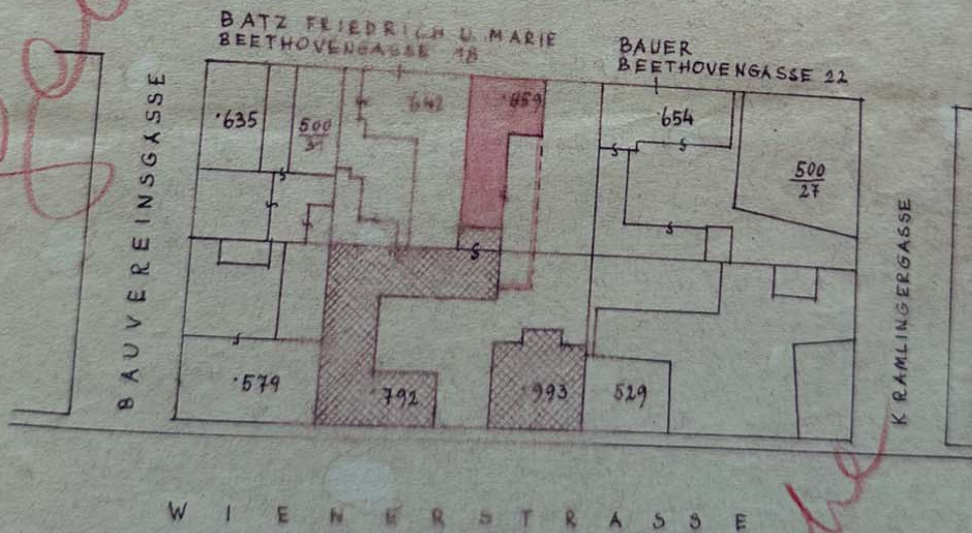 BATZ FRIEDRICH U. MARIE
BEETHOVENGASSE 18
BAUER
BEETHOVENGASSE 22
BAUVEREINSGASSE
·635
500
31
642
·859
·654
500
27
KRAMLINGERGASSE
·579
792
·993
529
WIENERSTRASSE